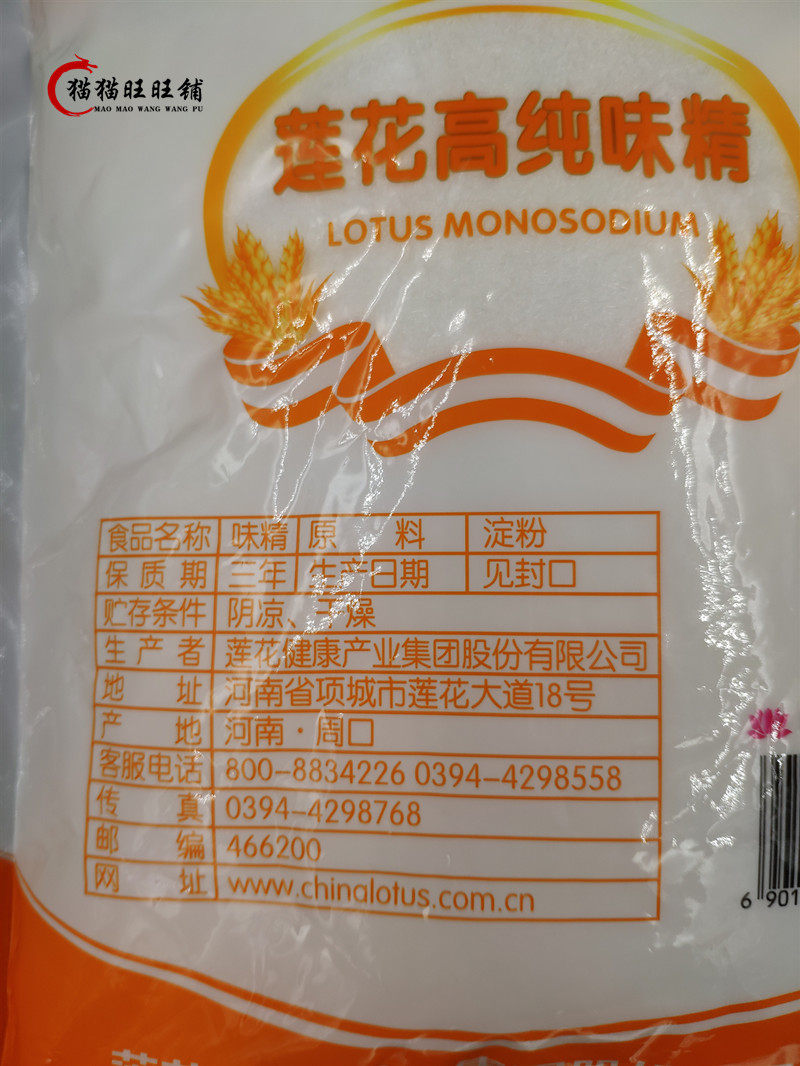 猫猫旺旺铺
MAO MAO WANG WANG PU
莲花高纯味精
LOTUS MONOSODIUM
食品名称 味精 原料 淀粉
保质期 三年 生产日期 见封口
贮存条件 阴凉、干燥
生产者 莲花健康产业集团股份有限公司
地址 河南省项城市莲花大道18号
产地 河南·周口
客服电话 800-8834226 0394-4298558
传真 0394-4298768
邮编 466200
网址 www.chinalotus.com.cn
6 901